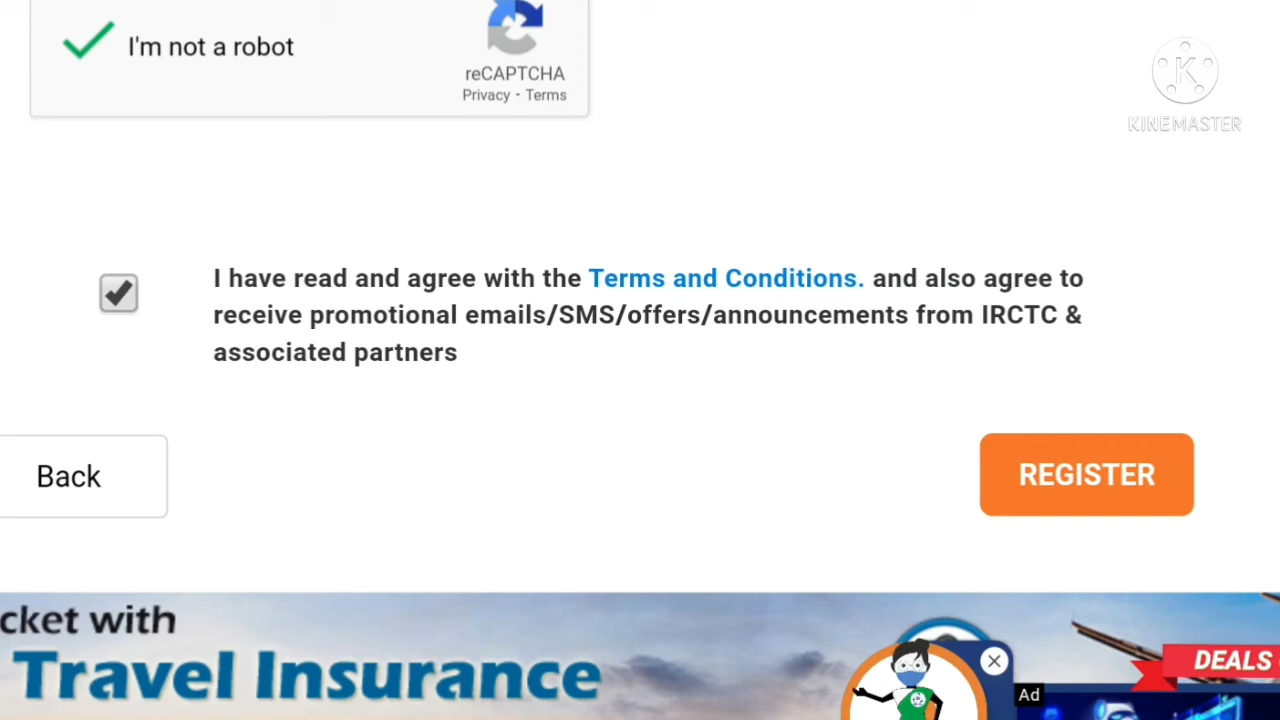 I'm not a robot
reCAPTCHA
Privacy - Terms
KINEMASTER
I have read and agree with the Terms and Conditions. and also agree to
receive promotional emails/SMS/offers/announcements from IRCTC &
associated partners
Back
REGISTER
cket with
Travel Insurance
DEALS
Ad